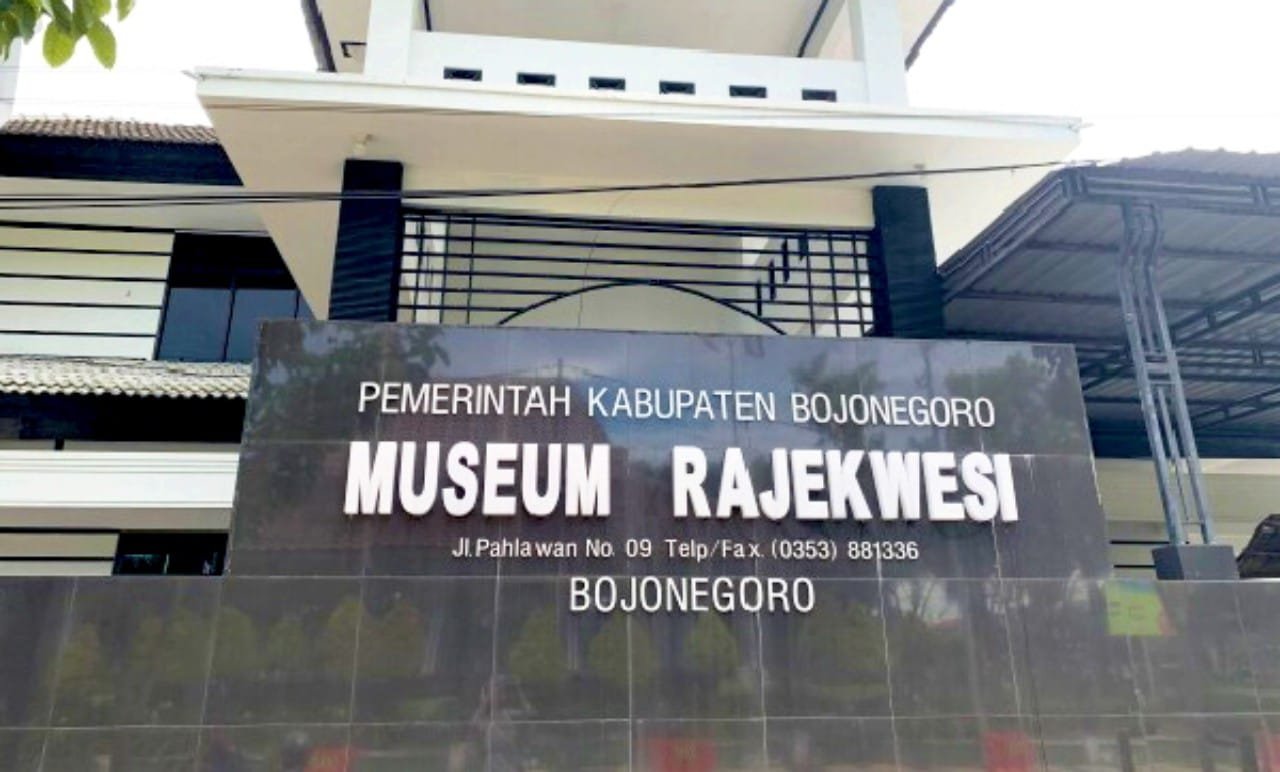 PEMERINTAH KABUPATEN BOJONEGORO
MUSEUM RAJEKWESI
Jl.Pahlawan No. 09 Telp/Fax. (0353) 881336
BOJONEGORO